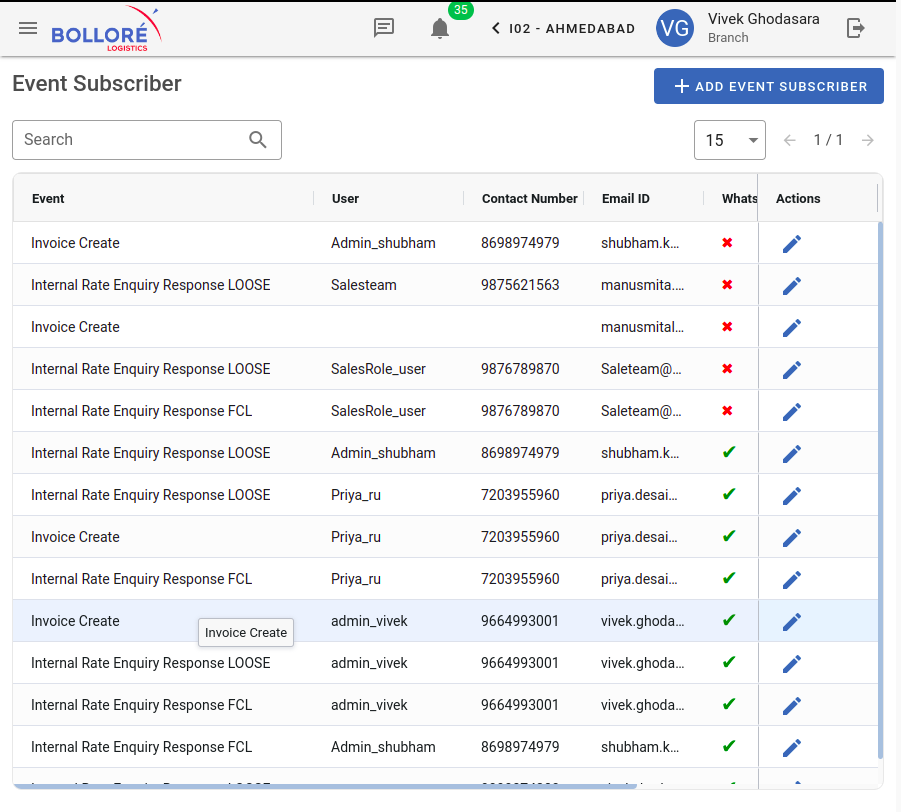 35
BOLLORÉ
LOGISTICS
I02 - AHMEDABAD
VG
Vivek Ghodasara
Branch
Event Subscriber
ADD EVENT SUBSCRIBER
Search
15
1 / 1
Event User Contact Number Email ID Whats Actions
Invoice Create Admin_shubham 8698974979 shubham.k...
Internal Rate Enquiry Response LOOSE Salesteam 9875621563 manusmita....
Invoice Create manusmital...
Internal Rate Enquiry Response LOOSE SalesRole_user 9876789870 Saleteam@...
Internal Rate Enquiry Response FCL SalesRole_user 9876789870 Saleteam@...
Internal Rate Enquiry Response LOOSE Admin_shubham 8698974979 shubham.k...
Internal Rate Enquiry Response LOOSE Priya_ru 7203955960 priya.desai...
Invoice Create Priya_ru 7203955960 priya.desai...
Internal Rate Enquiry Response FCL Priya_ru 7203955960 priya.desai...
Invoice Create admin_vivek 9664993001 vivek.ghoda...
Invoice Create
Internal Rate Enquiry Response LOOSE admin_vivek 9664993001 vivek.ghoda...
Internal Rate Enquiry Response FCL admin_vivek 9664993001 vivek.ghoda...
Internal Rate Enquiry Response FCL Admin_shubham 8698974979 shubham.k...